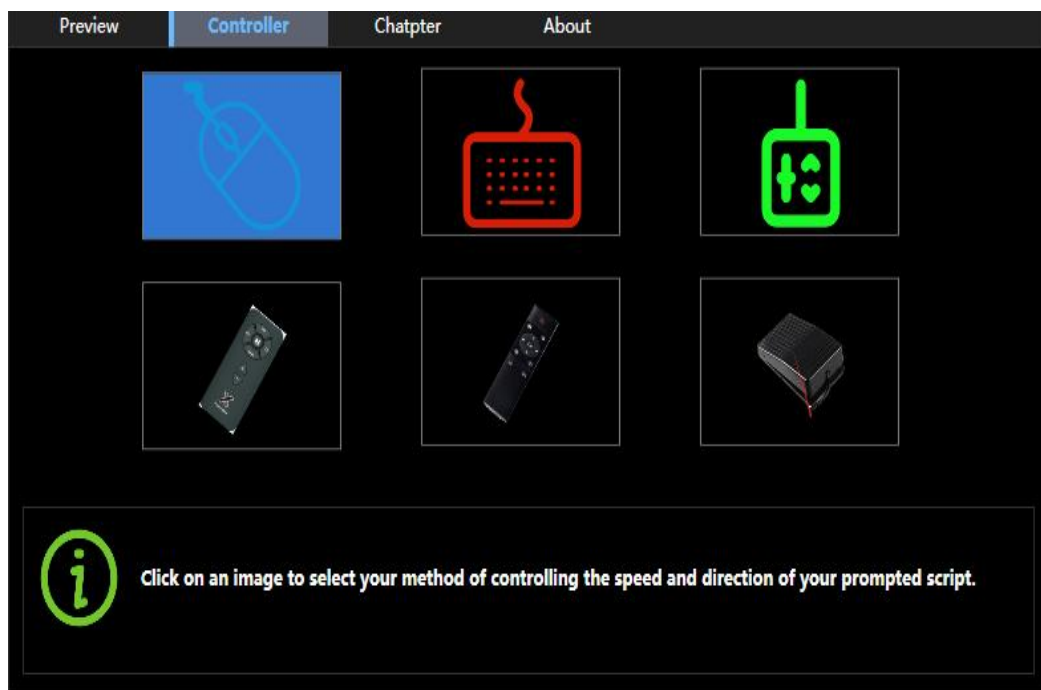 Preview Controller Chatpter About
Click on an image to select your method of controlling the speed and direction of your prompted script.